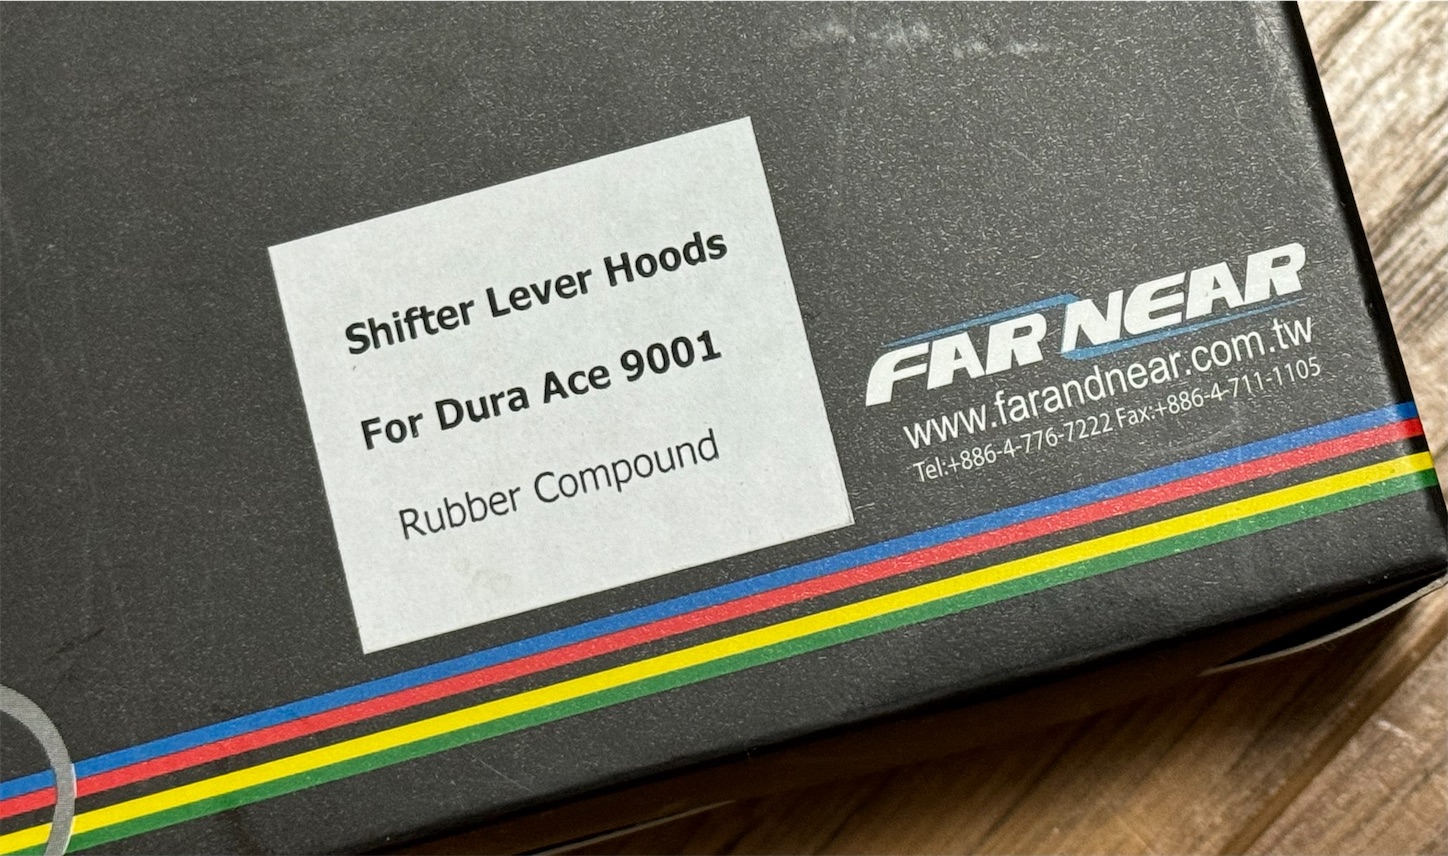 Shifter Lever Hoods
For Dura Ace 9001
Rubber Compound
FAR NEAR
www.farandnear.com.tw
Tel:+886-4-776-7222 Fax:+886-4-711-1105